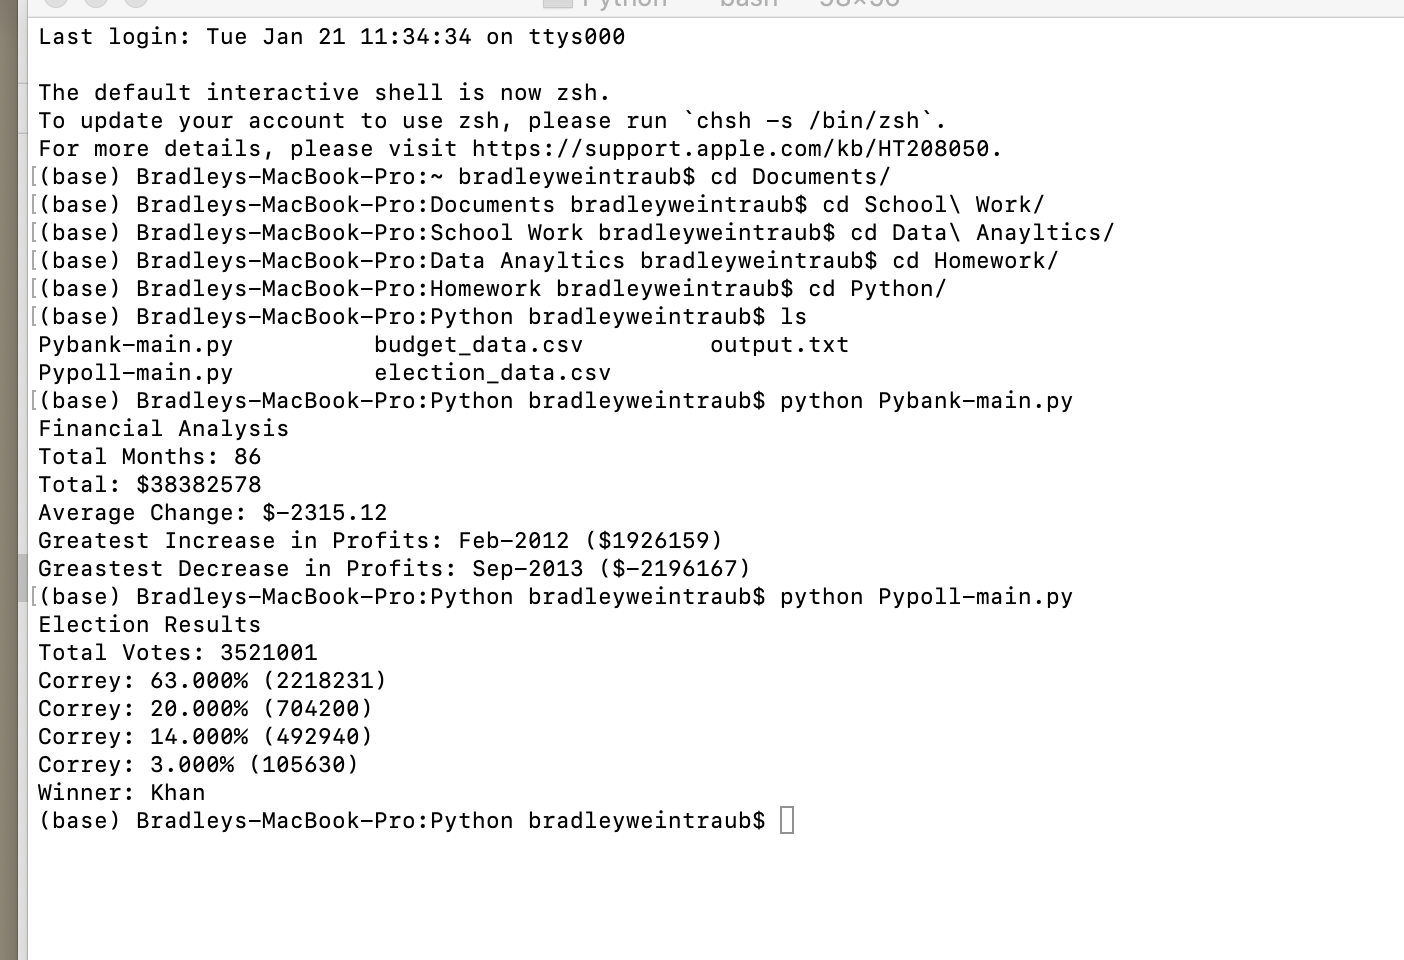 Last login: Tue Jan 21 11:34:34 on ttys000
The default interactive shell is now zsh.
To update your account to use zsh, please run `chsh -s /bin/zsh`.
For more details, please visit https://support.apple.com/kb/HT208050.
[(base) Bradleys-MacBook-Pro:~ bradleyweintraub$ cd Documents/
[(base) Bradleys-MacBook-Pro:Documents bradleyweintraub$ cd School\ Work/
[(base) Bradleys-MacBook-Pro:School Work bradleyweintraub$ cd Data\ Anayltics/
[(base) Bradleys-MacBook-Pro:Data Anayltics bradleyweintraub$ cd Homework/
[(base) Bradleys-MacBook-Pro:Homework bradleyweintraub$ cd Python/
[(base) Bradleys-MacBook-Pro:Python bradleyweintraub$ ls
Pybank-main.py          budget_data.csv         output.txt
Pypoll-main.py          election_data.csv
[(base) Bradleys-MacBook-Pro:Python bradleyweintraub$ python Pybank-main.py
Financial Analysis
Total Months: 86
Total: $38382578
Average Change: $-2315.12
Greatest Increase in Profits: Feb-2012 ($1926159)
Greastest Decrease in Profits: Sep-2013 ($-2196167)
[(base) Bradleys-MacBook-Pro:Python bradleyweintraub$ python Pypoll-main.py
Election Results
Total Votes: 3521001
Correy: 63.000% (2218231)
Correy: 20.000% (704200)
Correy: 14.000% (492940)
Correy: 3.000% (105630)
Winner: Khan
(base) Bradleys-MacBook-Pro:Python bradleyweintraub$